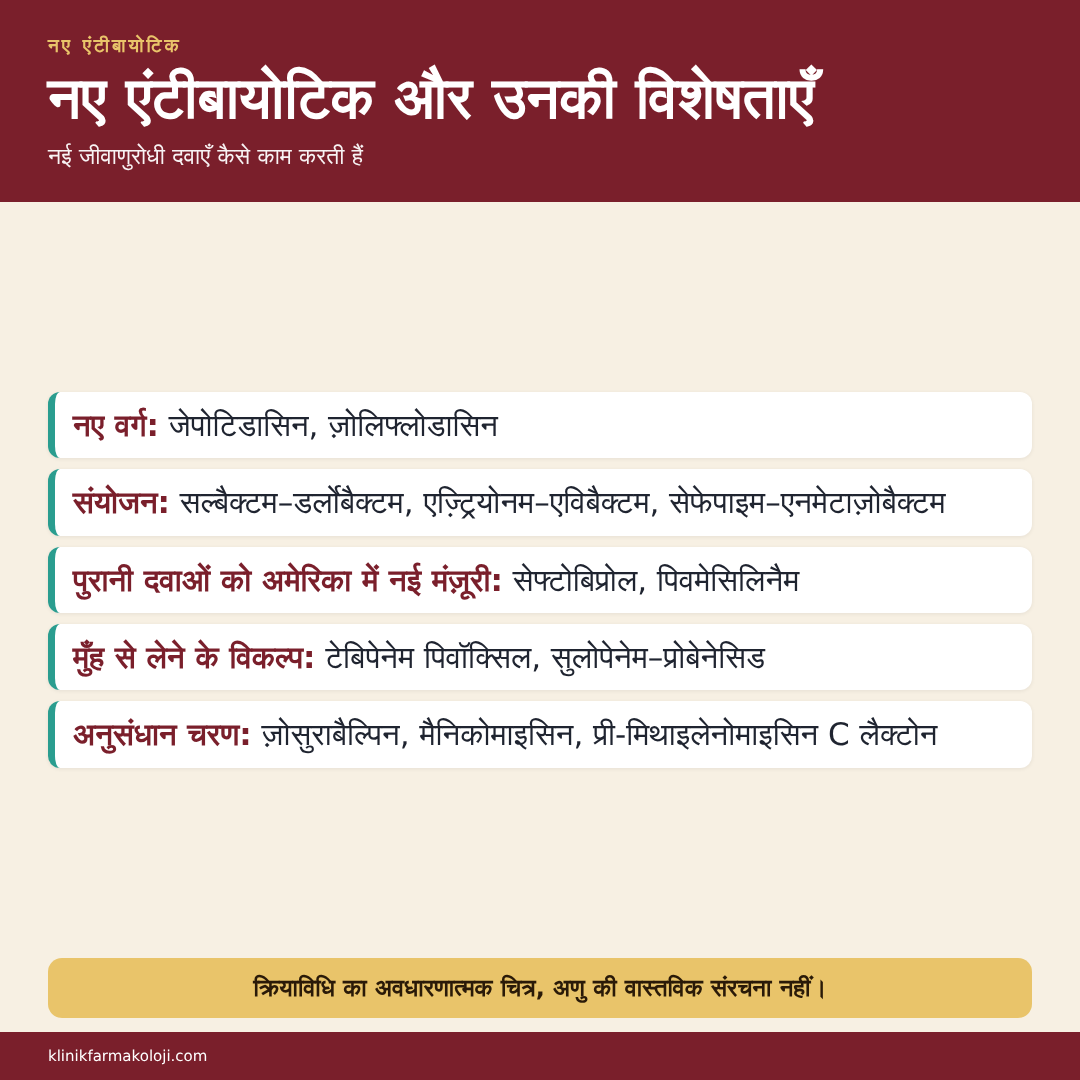 नए एंटीबायोटिक
नए एंटीबायोटिक और उनकी विशेषताएँ
नई जीवाणुरोधी दवाएँ कैसे काम करती हैं
नए वर्ग: जेपोटिडासिन, ज़ोलिफ्लोडासिन
संयोजन: सल्बैक्टम–डर्लोबैक्टम, एज़्ट्रियोनम–एविबैक्टम, सेफेपाइम–एनमेटाज़ोबैक्टम
पुरानी दवाओं को अमेरिका में नई मंज़ूरी: सेफ्टोबिप्रोल, पिवमेसिलिनैम
मुँह से लेने के विकल्प: टेबिपेनेम पिवॉक्सिल, सुलोपेनेम–प्रोबेनेसिड
अनुसंधान चरण: ज़ोसुराबैल्पिन, मैनिकोमाइसिन, प्री-मिथाइलेनोमाइसिन C लैक्टोन
क्रियाविधि का अवधारणात्मक चित्र, अणु की वास्तविक संरचना नहीं।
klinikfarmakoloji.com